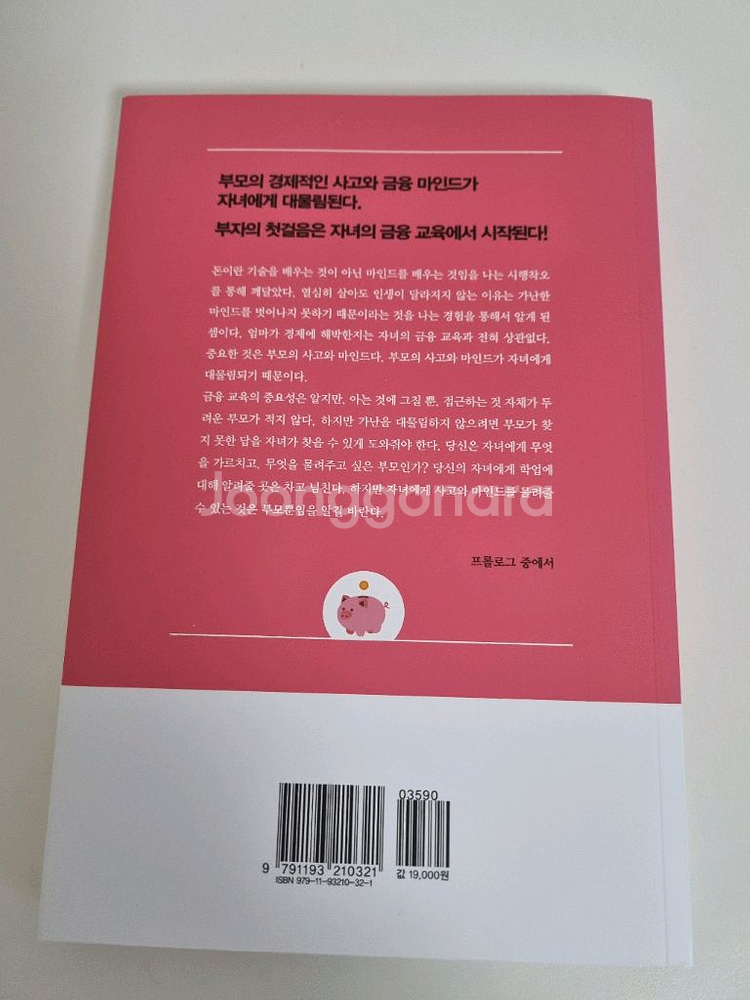 부모의 경제적인 사고와 금융 마인드가
자녀에게 대물림된다.
부자의 첫걸음은 자녀의 금융 교육에서 시작된다!
돈이란 기술을 배우는 것이 아닌 마인드를 배우는 것임을 나는 시행착오
를 통해 깨달았다. 열심히 살아도 인생이 달라지지 않는 이유는 가난한
마인드를 벗어나지 못하기 때문이라는 것을 나는 경험을 통해서 알게 된
셈이다. 엄마가 경제에 해박한지는 자녀의 금융 교육과 전혀 상관없다.
중요한 것은 부모의 사고와 마인드다. 부모의 사고와 마인드가 자녀에게
대물림되기 때문이다.
금융 교육의 중요성은 알지만, 아는 것에 그칠 뿐, 접근하는 것 자체가 두
려운 부모가 적지 않다. 하지만 가난을 대물림하지 않으려면 부모가 찾
지 못한 답을 자녀가 찾을 수 있게 도와줘야 한다. 당신은 자녀에게 무엇
을 가르치고, 무엇을 물려주고 싶은 부모인가? 당신의 자녀에게 학업에
대해 알려줄 곳은 차고 넘친다. 하지만 자녀에게 사고와 마인드를 물려줄
수 있는 것은 부모뿐임을 알길 바란다.
Joonggonara
프롤로그 중에서
03590
9 791193 210321
ISBN 979-11-93210-32-1
값 19,000원